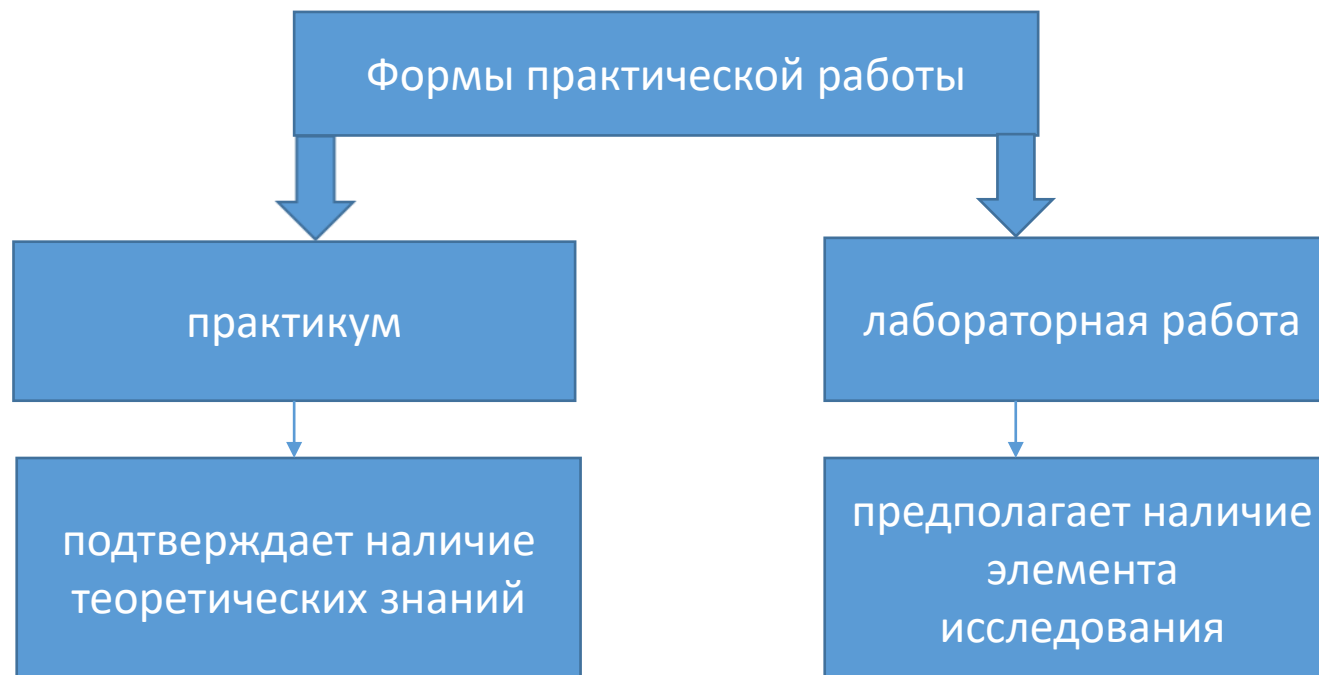 Формы практической работы
практикум
лабораторная работа
подтверждает наличие
теоретических знаний
предполагает наличие
элемента
исследования